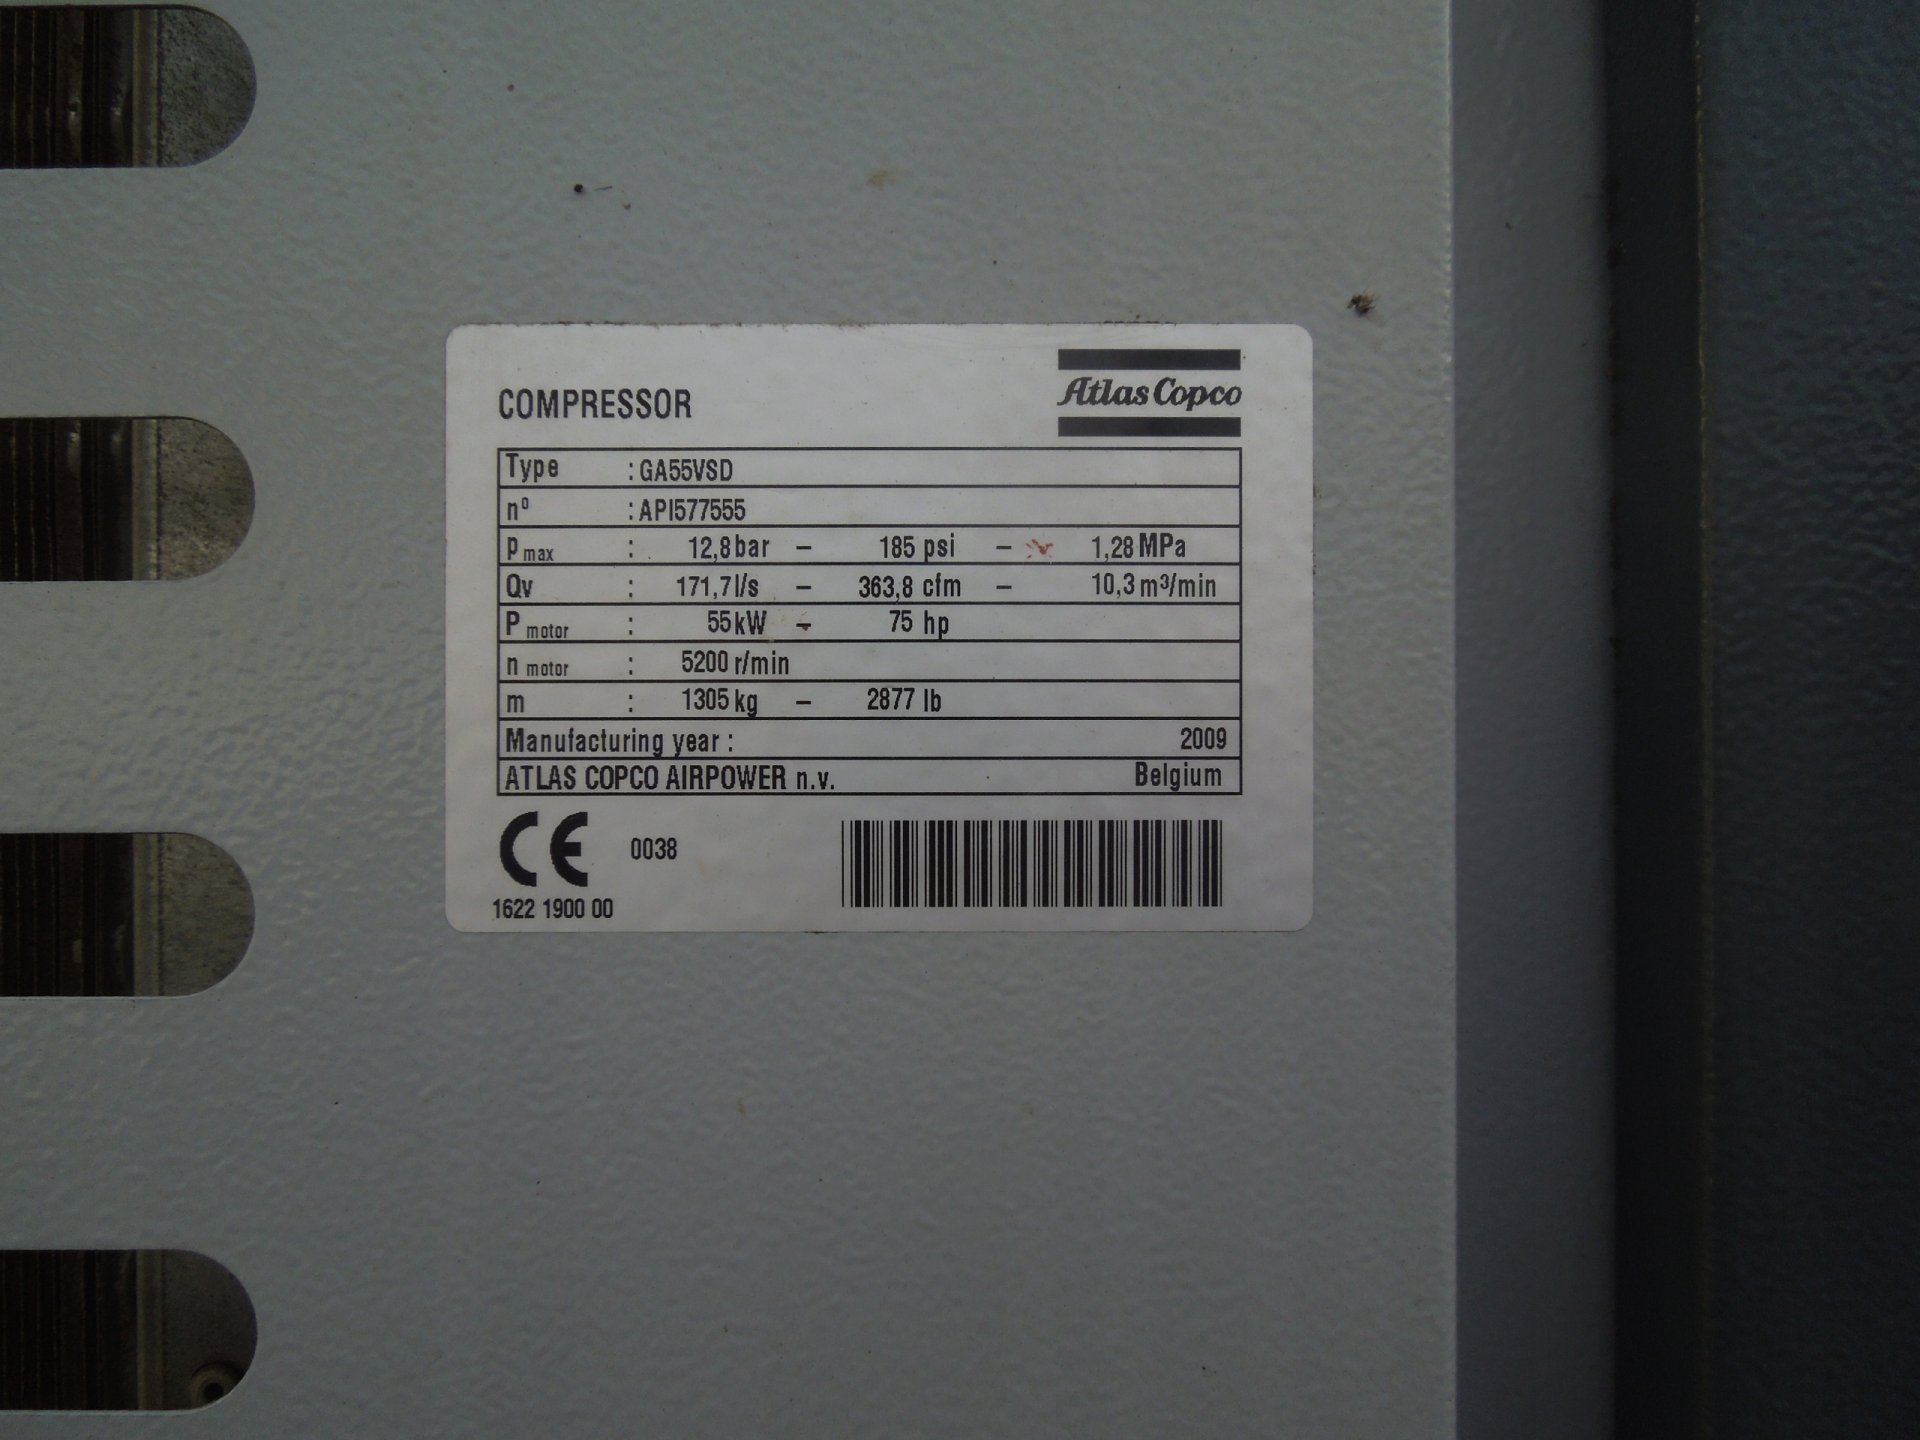 COMPRESSOR
Atlas Copco
Type : GA55VSD
nº : API577555
p max : 12,8 bar – 185 psi – 1,28 MPa
Qv : 171,7 l/s – 363,8 cfm – 10,3 m³/min
P motor : 55 kW – 75 hp
n motor : 5200 r/min
m : 1305 kg – 2877 lb
Manufacturing year : 2009
ATLAS COPCO AIRPOWER n.v. Belgium
CE 0038
1622 1900 00